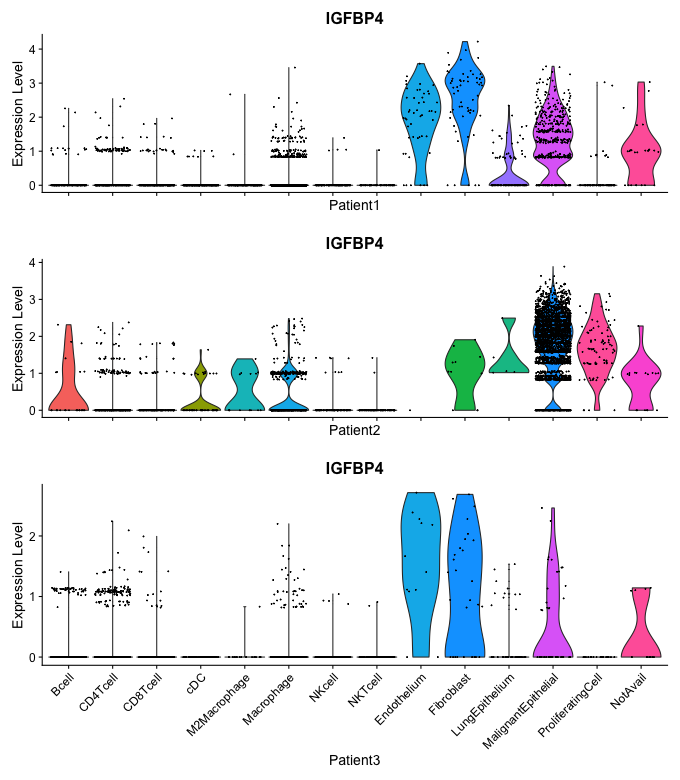 IGFBP4
Expression Level
4
3
2
1
0
Patient1
IGFBP4
Expression Level
4
3
2
1
0
Patient2
IGFBP4
Expression Level
2
1
0
Bcell
CD4Tcell
CD8Tcell
cDC
M2Macrophage
Macrophage
NKcell
NKTcell
Endothelium
Fibroblast
LungEpithelium
MalignantEpithelial
ProliferatingCell
NotAvail
Patient3